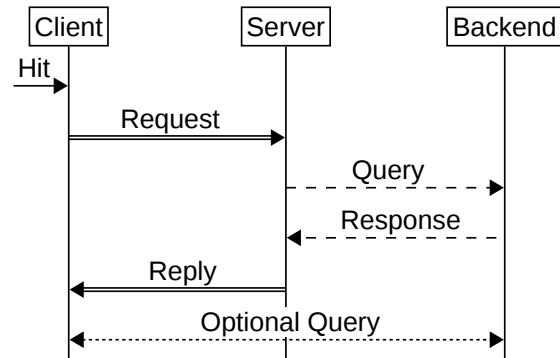 Client Server Backend
Hit
Request
Query
Response
Reply
Optional Query